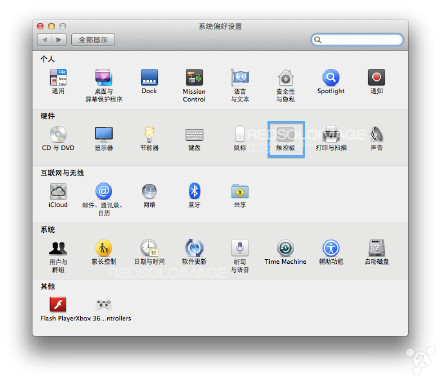 系统偏好设置
全部显示
个人
通用
桌面与
屏幕保护程序
Dock
Mission
Control
语言
与文本
安全性
与隐私
Spotlight
通知
硬件
CD 与 DVD
显示器
节能器
键盘
鼠标
触控板
打印与扫描
声音
REDSOLOIMAGE
互联网与无线
iCloud
邮件、通讯录、
日历
网络
蓝牙
共享
系统
用户与
群组
家长控制
日期与时间
软件更新
听写
与语音
Time Machine
辅助功能
启动磁盘
REDSOLOIMAGE
其他
Flash Player
Xbox 36...ntrollers